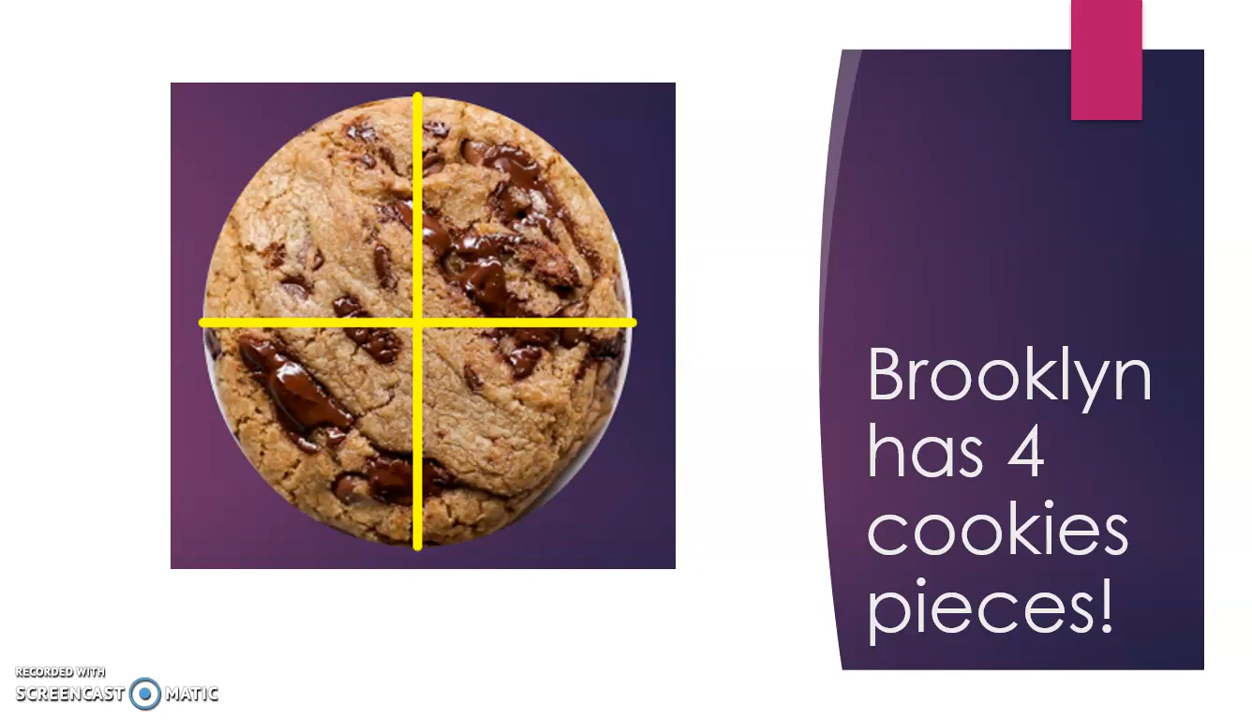 Brooklyn
has 4
cookies
pieces!
RECORDED WITH
SCREENCAST MATIC